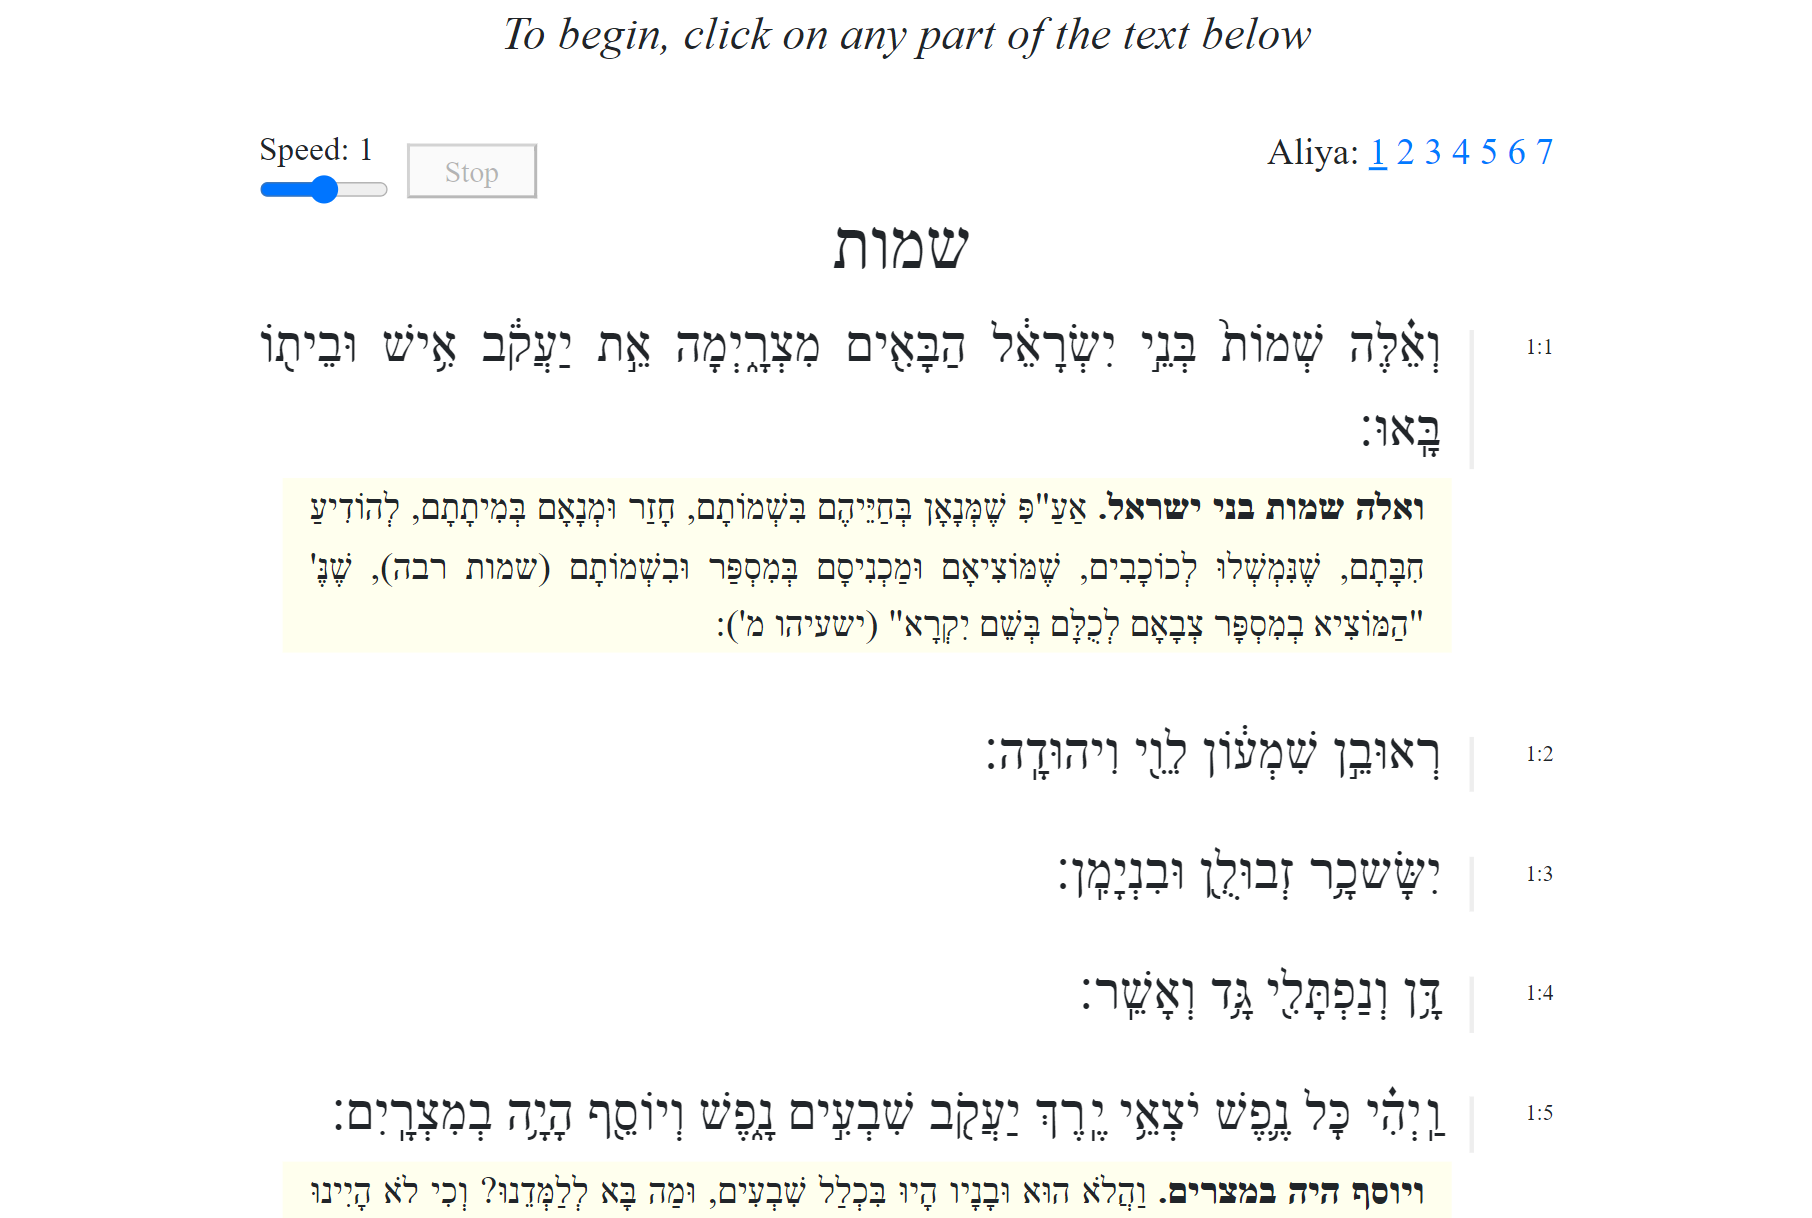 To begin, click on any part of the text below
Speed: 1
Stop
Aliya: 1 2 3 4 5 6 7
שמות
1:1
וְאֵ֗לֶּה שְׁמוֹת֙ בְּנֵ֣י יִשְׂרָאֵ֔ל הַבָּאִ֖ים מִצְרָ֑יְמָה אֵ֣ת יַעֲקֹ֔ב אִ֥ישׁ וּבֵית֖וֹ
בָּֽאוּ׃
ואלה שמות בני ישראל. אַעַ"פִּ שֶׁמְּנָאָן בְּחַיֵּיהֶם בִּשְׁמוֹתָם, חָזַר וּמְנָאָם בְּמִיתָתָם, לְהוֹדִיעַ
חִבָּתָם, שֶׁנִּמְשְׁלוּ לְכוֹכָבִים, שֶׁמּוֹצִיאָם וּמַכְנִיסָם בְּמִסְפַּר וּבִשְׁמוֹתָם (שמות רבה), שֶׁנֶּ'
"הַמּוֹצִיא בְמִסְפָּר צְבָאָם לְכֻלָּם בְּשֵׁם יִקְרָא" (ישעיהו מ'):
1:2
רְאוּבֵ֣ן שִׁמְע֔וֹן לֵוִ֖י וִיהוּדָֽה׃
1:3
יִשָּׂשכָ֥ר זְבוּלֻ֖ן וּבִנְיָמִֽן׃
1:4
דָּ֥ן וְנַפְתָּלִ֖י גָּ֥ד וְאָשֵֽׁר׃
1:5
וַֽיְהִ֗י כָּל נֶ֛פֶשׁ יֹצְאֵ֥י יֶֽרֶךְ יַעֲקֹ֖ב שִׁבְעִ֣ים נָ֑פֶשׁ וְיוֹסֵ֖ף הָיָ֥ה בְמִצְרָֽיִם׃
ויוסף היה במצרים. וַהֲלֹא הוּא וּבָנָיו הָיוּ בִּכְלַל שִׁבְעִים, וּמַה בָּא לְלַמְּדֵנוּ? וְכִי לֹא הָיִינוּ